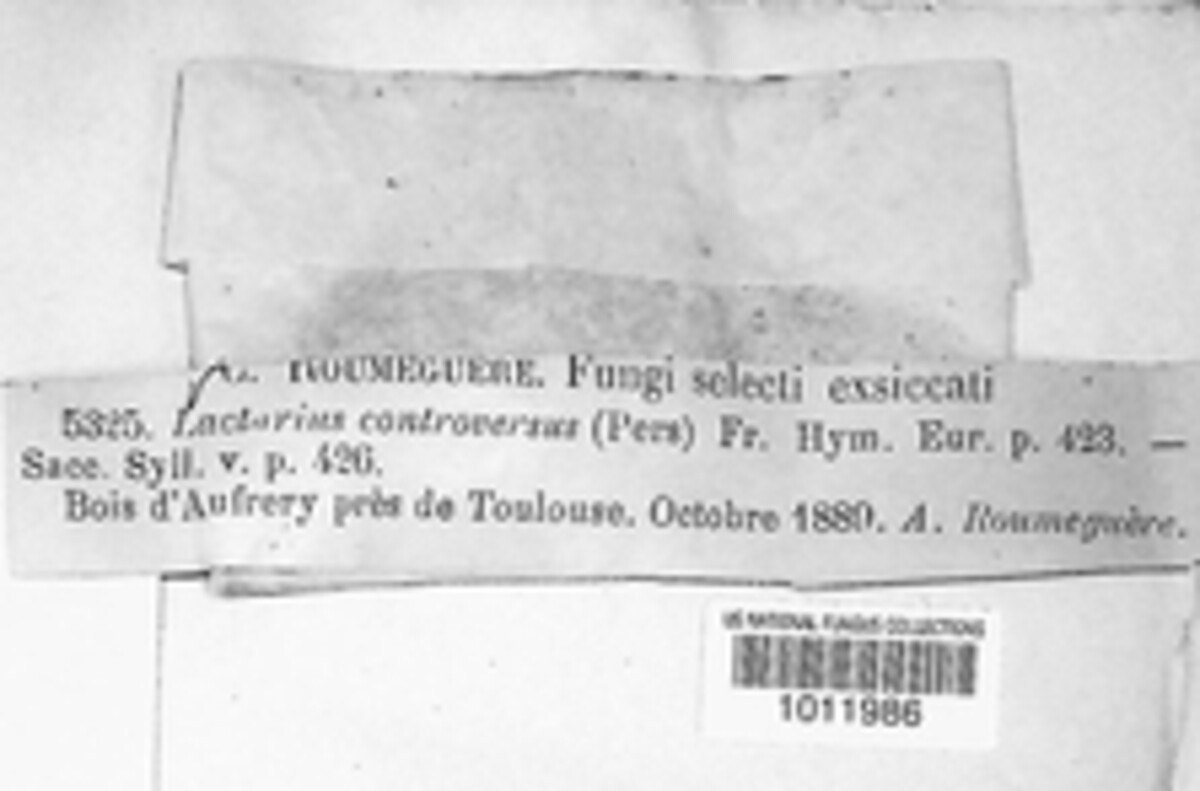 C. ROUMEGUERE. Fungi selecti exsiccati
5325. Lactarius controversus (Pers) Fr. Hym. Eur. p. 423. —
Sacc. Syll. v. p. 426.
Bois d'Aufrery près de Toulouse. Octobre 1889. A. Roumeguère.
US NATIONAL FUNGUS COLLECTIONS
1011986